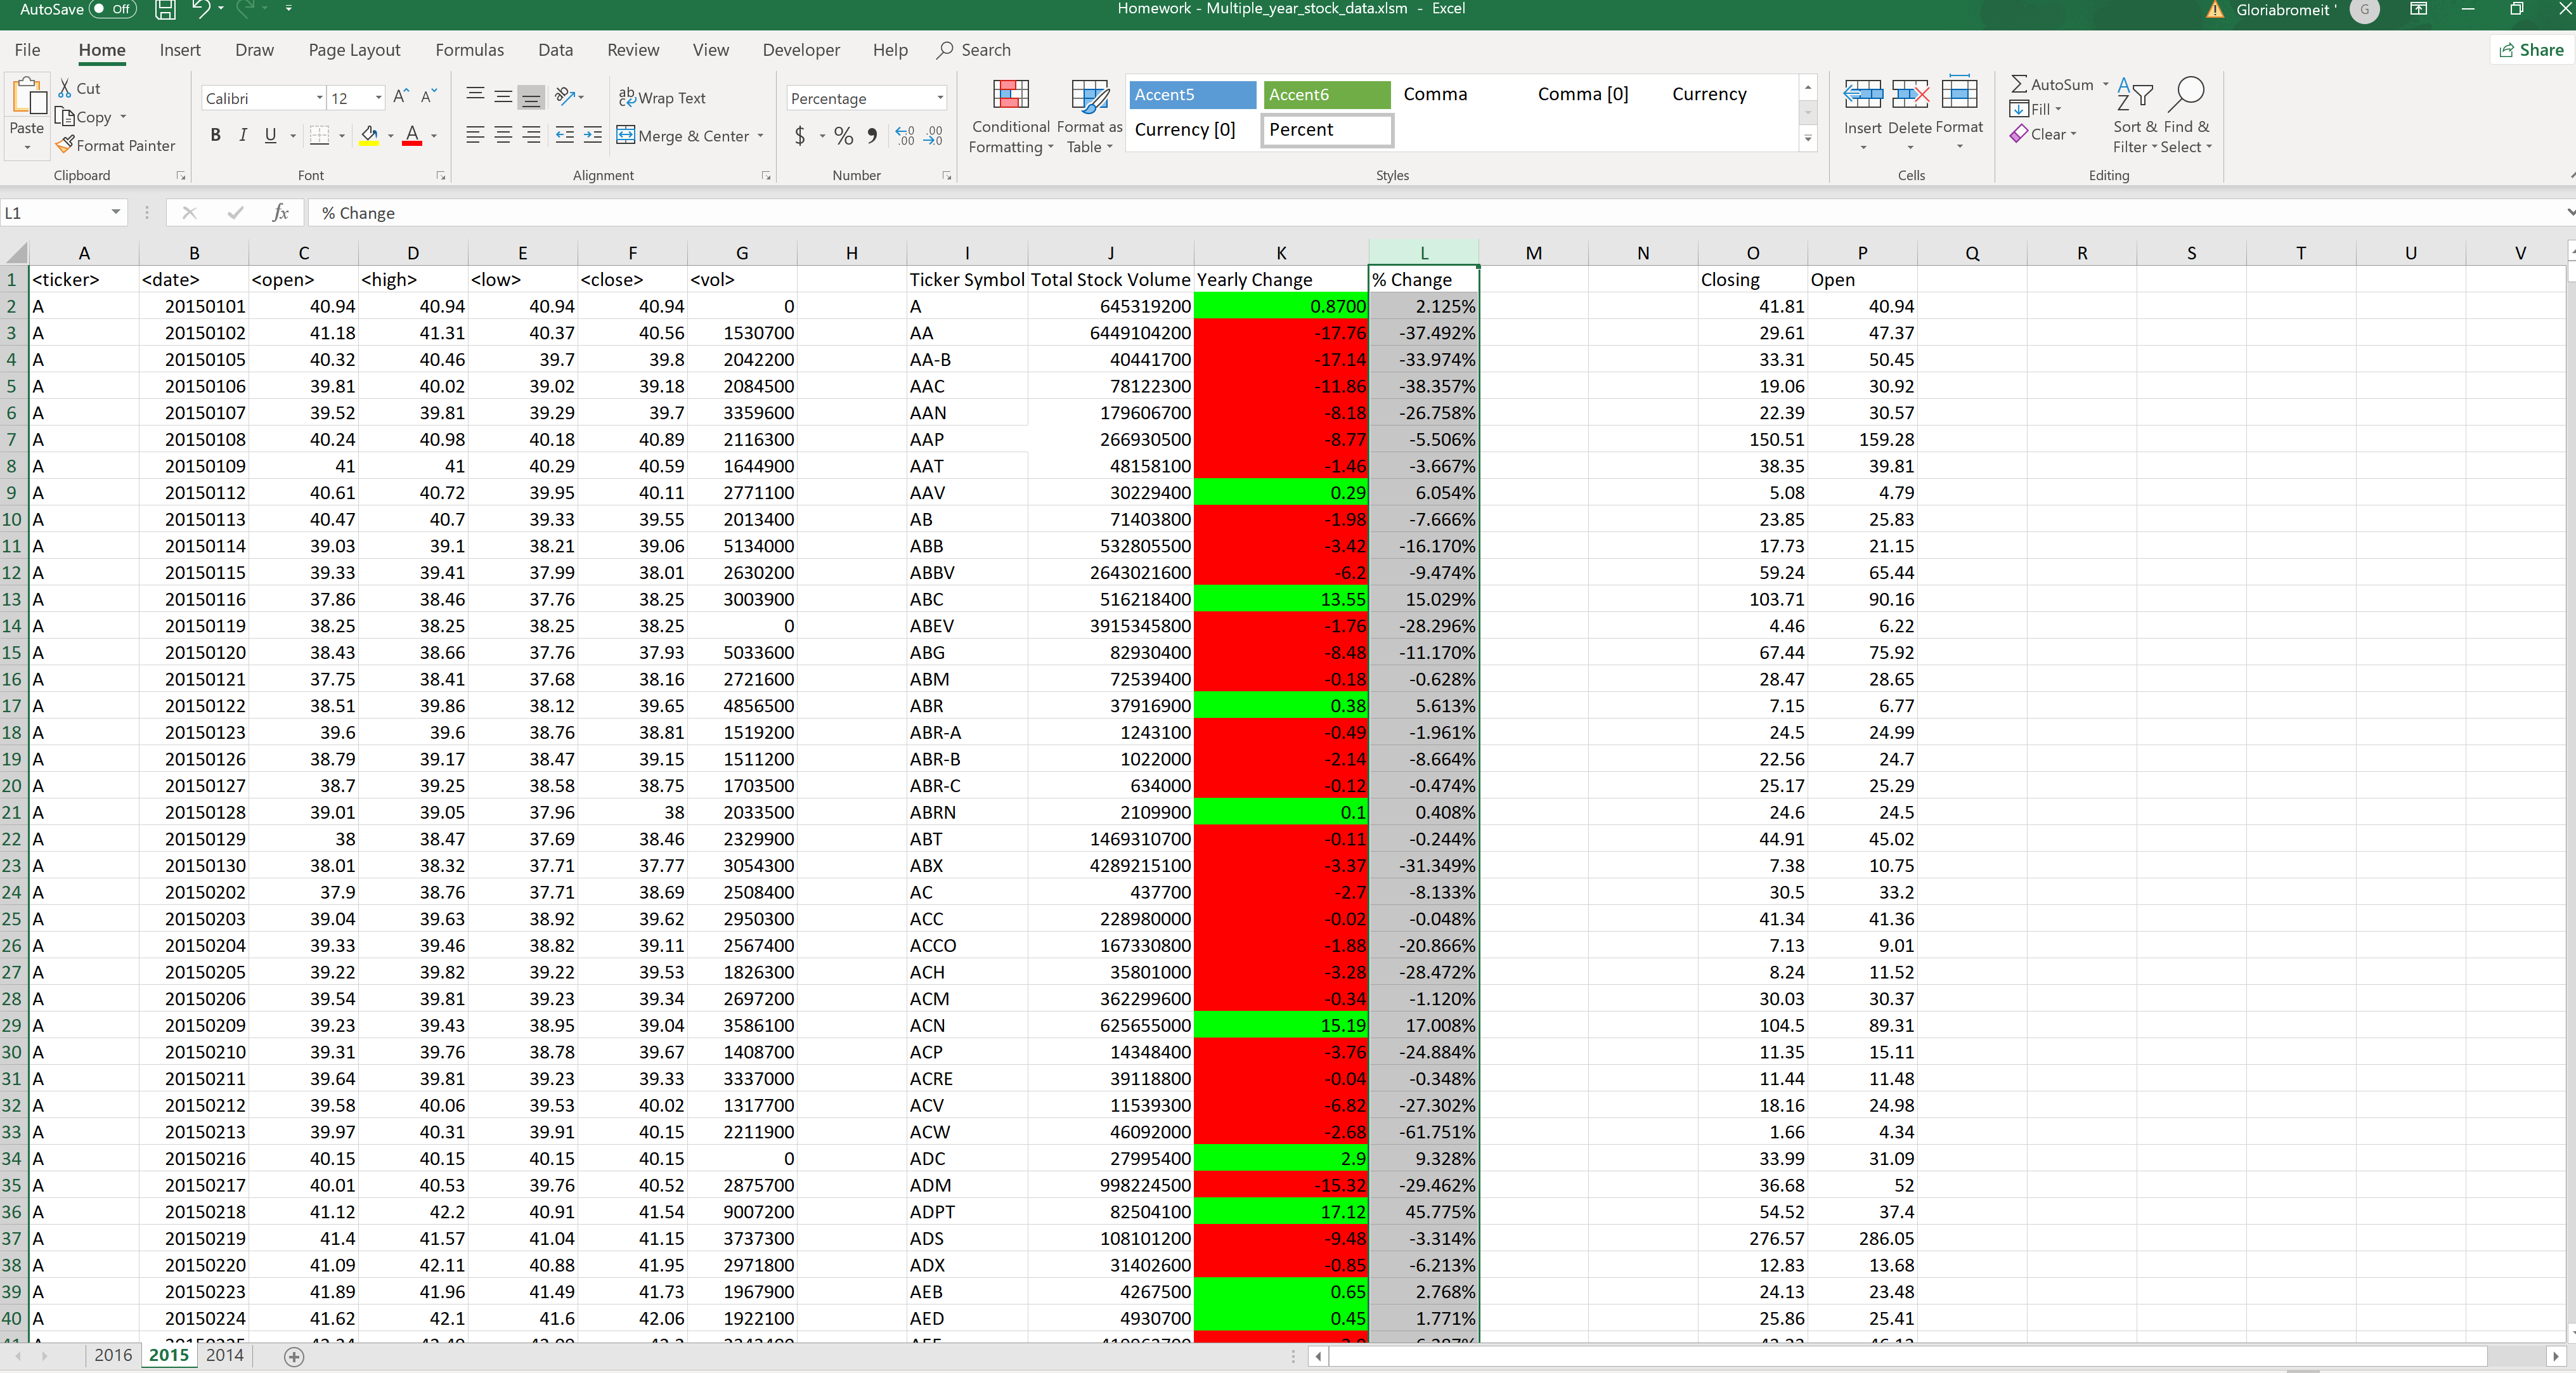 AutoSave Off Homework - Multiple_year_stock_data.xlsm - Excel Gloriabromeit ' G
File Home Insert Draw Page Layout Formulas Data Review View Developer Help Search Share
Paste Cut Copy Format Painter Clipboard
Calibri 12 B I U A Font
Wrap Text Merge & Center Alignment
Percentage $ % Number
Conditional Formatting Format as Table
Accent5 Accent6 Comma Comma [0] Currency
Currency [0] Percent
Styles
Insert Delete Format Cells
AutoSum Fill Clear Sort & Filter Find & Select Editing
L1 fx % Change
A B C D E F G H I J K L M N O P Q R S T U V
1 <ticker> <date> <open> <high> <low> <close> <vol> Ticker Symbol Total Stock Volume Yearly Change % Change Closing Open
2 A 20150101 40.94 40.94 40.94 40.94 0 A 645319200 0.8700 2.125% 41.81 40.94
3 A 20150102 41.18 41.31 40.37 40.56 1530700 AA 6449104200 -17.76 -37.492% 29.61 47.37
4 A 20150105 40.32 40.46 39.7 39.8 2042200 AA-B 40441700 -17.14 -33.974% 33.31 50.45
5 A 20150106 39.81 40.02 39.02 39.18 2084500 AAC 78122300 -11.86 -38.357% 19.06 30.92
6 A 20150107 39.52 39.81 39.29 39.7 3359600 AAN 179606700 -8.18 -26.758% 22.39 30.57
7 A 20150108 40.24 40.98 40.18 40.89 2116300 AAP 266930500 -8.77 -5.506% 150.51 159.28
8 A 20150109 41 41 40.29 40.59 1644900 AAT 48158100 -1.46 -3.667% 38.35 39.81
9 A 20150112 40.61 40.72 39.95 40.11 2771100 AAV 30229400 0.29 6.054% 5.08 4.79
10 A 20150113 40.47 40.7 39.33 39.55 2013400 AB 71403800 -1.98 -7.666% 23.85 25.83
11 A 20150114 39.03 39.1 38.21 39.06 5134000 ABB 532805500 -3.42 -16.170% 17.73 21.15
12 A 20150115 39.33 39.41 37.99 38.01 2630200 ABBV 2643021600 -6.2 -9.474% 59.24 65.44
13 A 20150116 37.86 38.46 37.76 38.25 3003900 ABC 516218400 13.55 15.029% 103.71 90.16
14 A 20150119 38.25 38.25 38.25 38.25 0 ABEV 3915345800 -1.76 -28.296% 4.46 6.22
15 A 20150120 38.43 38.66 37.76 37.93 5033600 ABG 82930400 -8.48 -11.170% 67.44 75.92
16 A 20150121 37.75 38.41 37.68 38.16 2721600 ABM 72539400 -0.18 -0.628% 28.47 28.65
17 A 20150122 38.51 39.86 38.12 39.65 4856500 ABR 37916900 0.38 5.613% 7.15 6.77
18 A 20150123 39.6 39.6 38.76 38.81 1519200 ABR-A 1243100 -0.49 -1.961% 24.5 24.99
19 A 20150126 38.79 39.17 38.47 39.15 1511200 ABR-B 1022000 -2.14 -8.664% 22.56 24.7
20 A 20150127 38.7 39.25 38.58 38.75 1703500 ABR-C 634000 -0.12 -0.474% 25.17 25.29
21 A 20150128 39.01 39.05 37.96 38 2033500 ABRN 2109900 0.1 0.408% 24.6 24.5
22 A 20150129 38 38.47 37.69 38.46 2329900 ABT 1469310700 -0.11 -0.244% 44.91 45.02
23 A 20150130 38.01 38.32 37.71 37.77 3054300 ABX 4289215100 -3.37 -31.349% 7.38 10.75
24 A 20150202 37.9 38.76 37.71 38.69 2508400 AC 437700 -2.7 -8.133% 30.5 33.2
25 A 20150203 39.04 39.63 38.92 39.62 2950300 ACC 228980000 -0.02 -0.048% 41.34 41.36
26 A 20150204 39.33 39.46 38.82 39.11 2567400 ACCO 167330800 -1.88 -20.866% 7.13 9.01
27 A 20150205 39.22 39.82 39.22 39.53 1826300 ACH 35801000 -3.28 -28.472% 8.24 11.52
28 A 20150206 39.54 39.81 39.23 39.34 2697200 ACM 362299600 -0.34 -1.120% 30.03 30.37
29 A 20150209 39.23 39.43 38.95 39.04 3586100 ACN 625655000 15.19 17.008% 104.5 89.31
30 A 20150210 39.31 39.76 38.78 39.67 1408700 ACP 14348400 -3.76 -24.884% 11.35 15.11
31 A 20150211 39.64 39.81 39.23 39.33 3337000 ACRE 39118800 -0.04 -0.348% 11.44 11.48
32 A 20150212 39.58 40.06 39.53 40.02 1317700 ACV 11539300 -6.82 -27.302% 18.16 24.98
33 A 20150213 39.97 40.31 39.91 40.15 2211900 ACW 46092000 -2.68 -61.751% 1.66 4.34
34 A 20150216 40.15 40.15 40.15 40.15 0 ADC 27995400 2.9 9.328% 33.99 31.09
35 A 20150217 40.01 40.53 39.76 40.52 2875700 ADM 998224500 -15.32 -29.462% 36.68 52
36 A 20150218 41.12 42.2 40.91 41.54 9007200 ADPT 82504100 17.12 45.775% 54.52 37.4
37 A 20150219 41.4 41.57 41.04 41.15 3737300 ADS 108101200 -9.48 -3.314% 276.57 286.05
38 A 20150220 41.09 42.11 40.88 41.95 2971800 ADX 31402600 -0.85 -6.213% 12.83 13.68
39 A 20150223 41.89 41.96 41.49 41.73 1967900 AEB 4267500 0.65 2.768% 24.13 23.48
40 A 20150224 41.62 42.1 41.6 42.06 1922100 AED 4930700 0.45 1.771% 25.86 25.41
2016 2015 2014